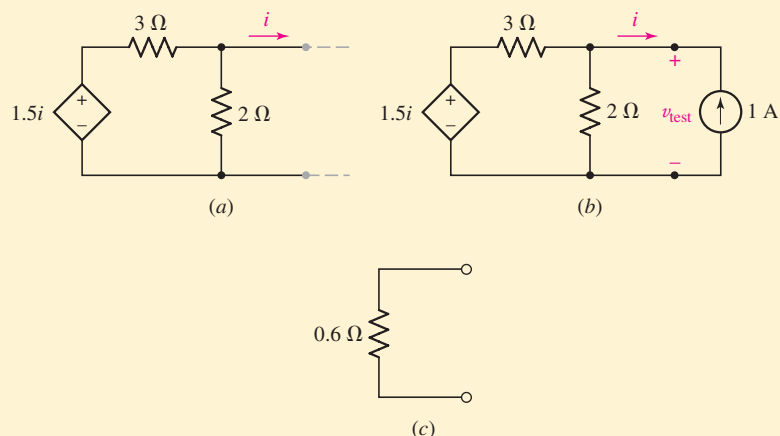 3 Ω i
1.5i + − 2 Ω
(a)
3 Ω i
1.5i + − 2 Ω + v_test − 1 A
(b)
0.6 Ω
(c)